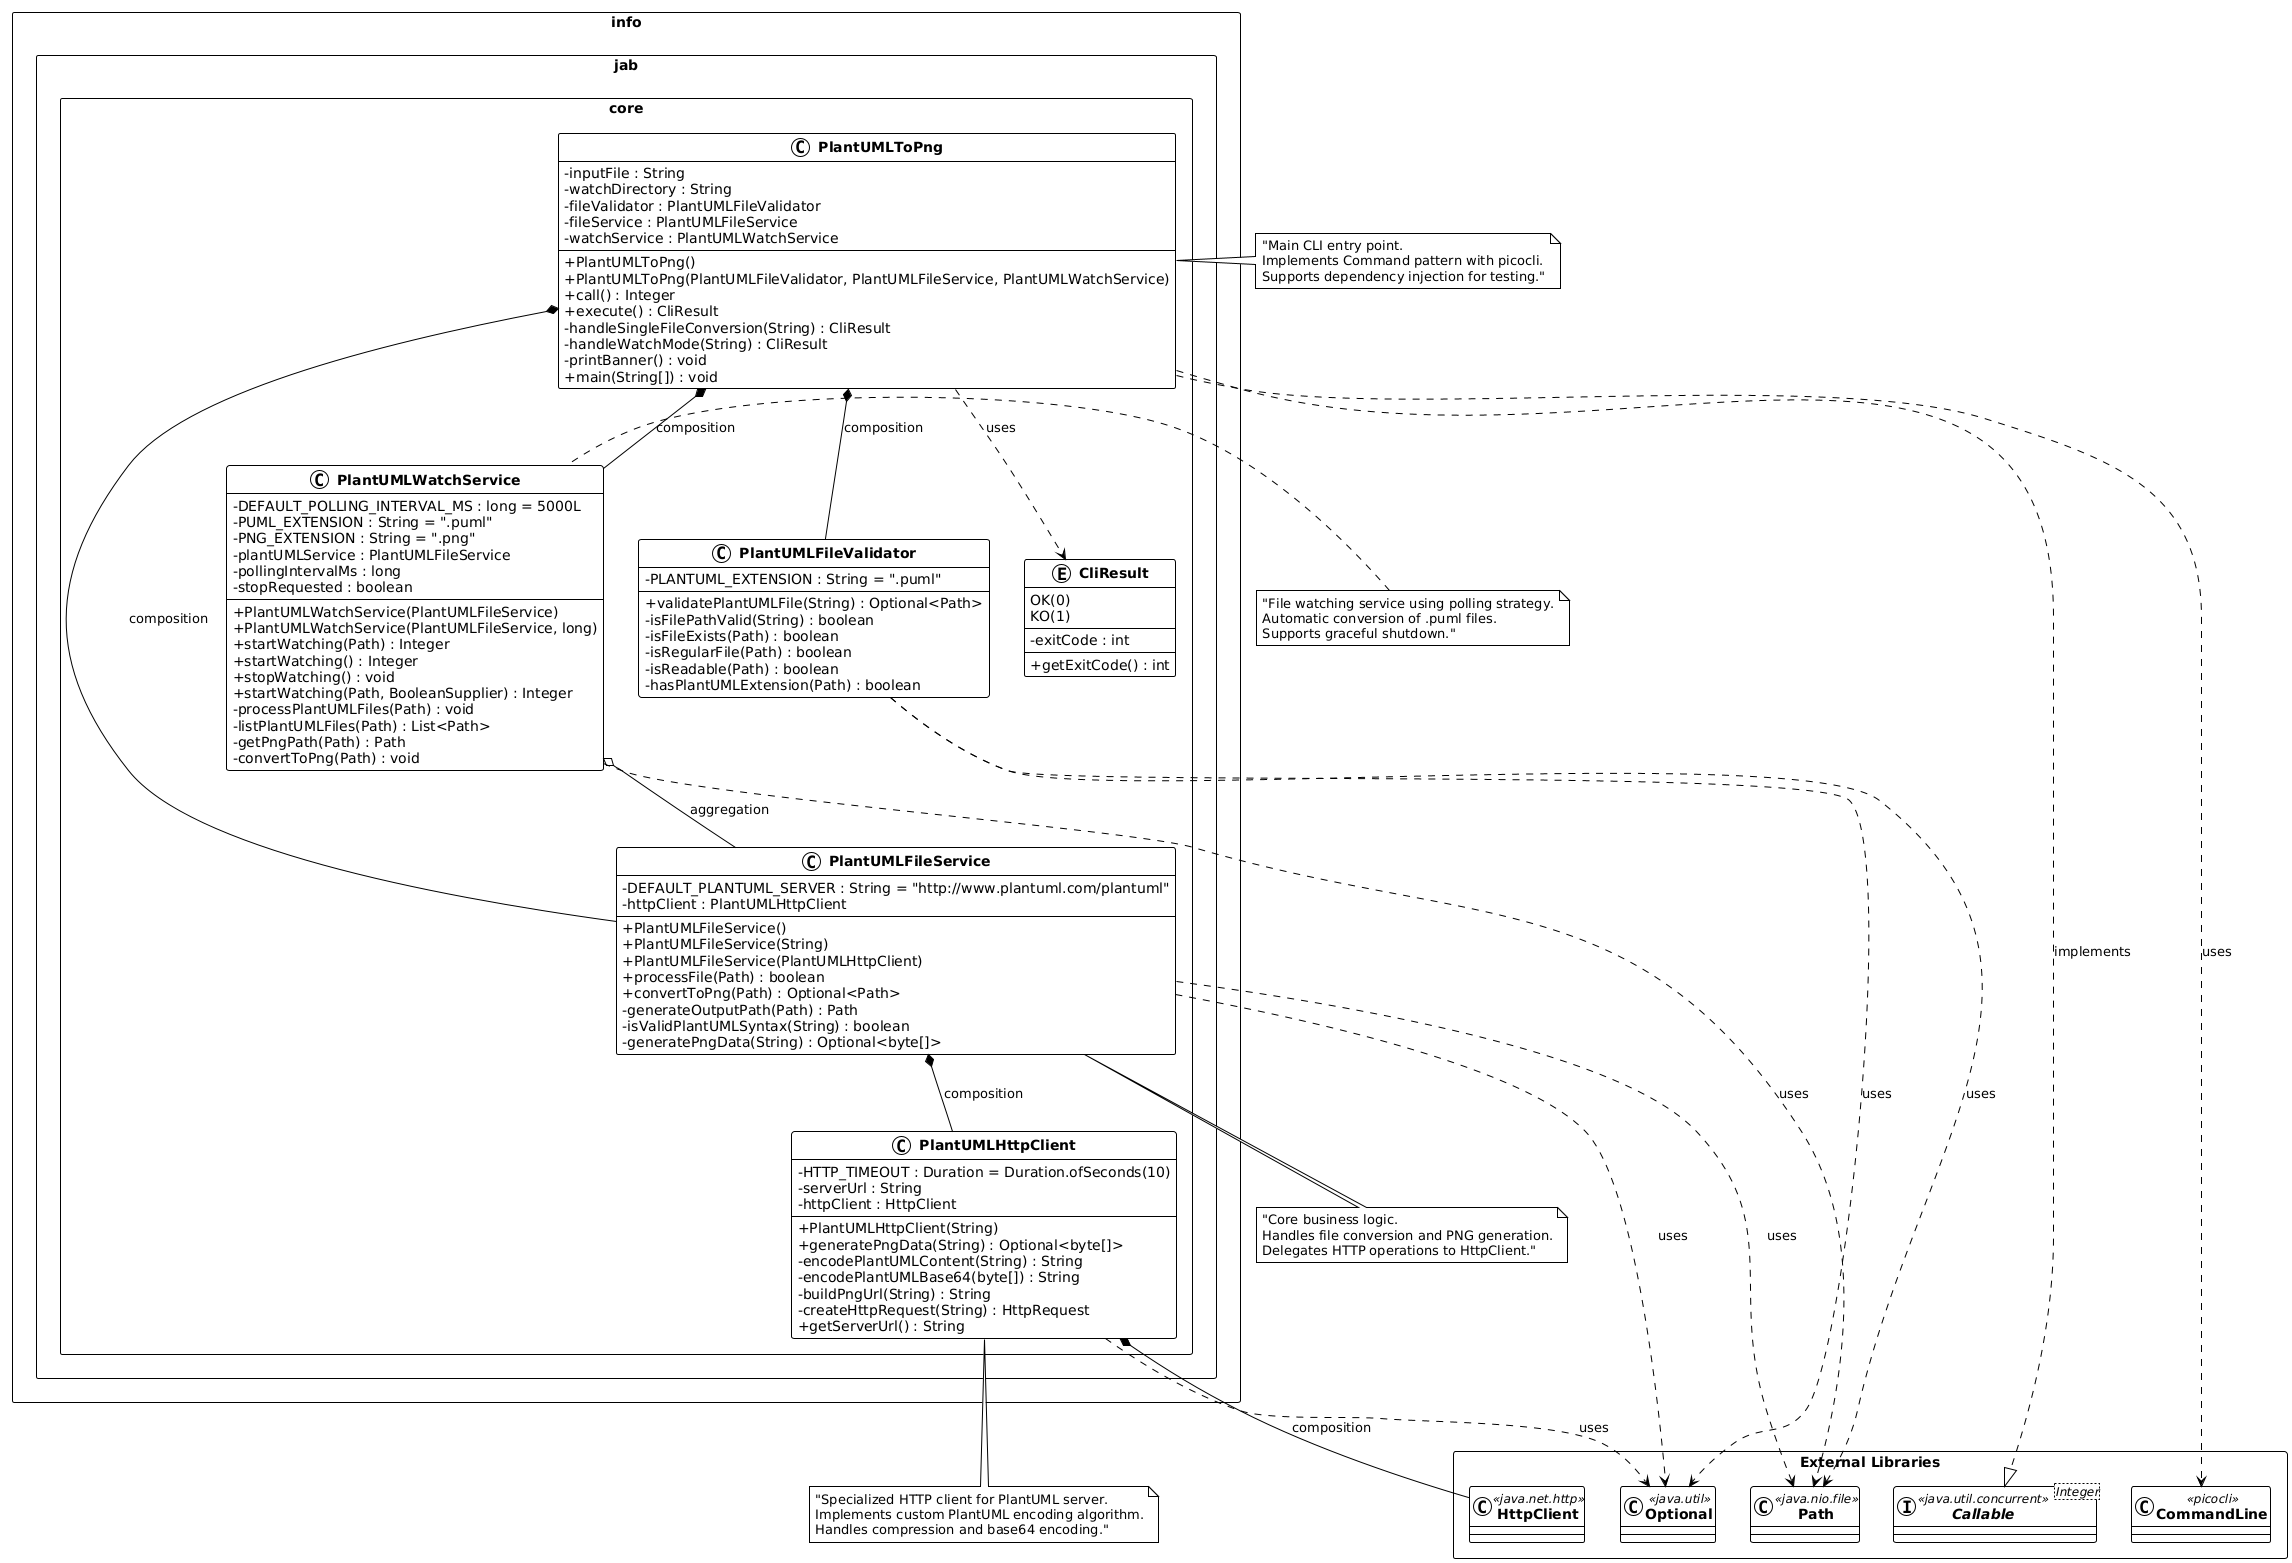 info
jab
core
C PlantUMLToPng
-inputFile : String
-watchDirectory : String
-fileValidator : PlantUMLFileValidator
-fileService : PlantUMLFileService
-watchService : PlantUMLWatchService
+PlantUMLToPng()
+PlantUMLToPng(PlantUMLFileValidator, PlantUMLFileService, PlantUMLWatchService)
+call() : Integer
+execute() : CliResult
-handleSingleFileConversion(String) : CliResult
-handleWatchMode(String) : CliResult
-printBanner() : void
+main(String[]) : void
"Main CLI entry point.
Implements Command pattern with picocli.
Supports dependency injection for testing."
composition
composition
uses
C PlantUMLWatchService
-DEFAULT_POLLING_INTERVAL_MS : long = 5000L
-PUML_EXTENSION : String = ".puml"
-PNG_EXTENSION : String = ".png"
-plantUMLService : PlantUMLFileService
-pollingIntervalMs : long
-stopRequested : boolean
+PlantUMLWatchService(PlantUMLFileService)
+PlantUMLWatchService(PlantUMLFileService, long)
+startWatching(Path) : Integer
+startWatching() : Integer
+stopWatching() : void
+startWatching(Path, BooleanSupplier) : Integer
-processPlantUMLFiles(Path) : void
-listPlantUMLFiles(Path) : List<Path>
-getPngPath(Path) : Path
-convertToPng(Path) : void
C PlantUMLFileValidator
-PLANTUML_EXTENSION : String = ".puml"
+validatePlantUMLFile(String) : Optional<Path>
-isFilePathValid(String) : boolean
-isFileExists(Path) : boolean
-isRegularFile(Path) : boolean
-isReadable(Path) : boolean
-hasPlantUMLExtension(Path) : boolean
E CliResult
OK(0)
KO(1)
-exitCode : int
+getExitCode() : int
"File watching service using polling strategy.
Automatic conversion of .puml files.
Supports graceful shutdown."
composition
aggregation
C PlantUMLFileService
-DEFAULT_PLANTUML_SERVER : String = "http://www.plantuml.com/plantuml"
-httpClient : PlantUMLHttpClient
+PlantUMLFileService()
+PlantUMLFileService(String)
+PlantUMLFileService(PlantUMLHttpClient)
+processFile(Path) : boolean
+convertToPng(Path) : Optional<Path>
-generateOutputPath(Path) : Path
-isValidPlantUMLSyntax(String) : boolean
-generatePngData(String) : Optional<byte[]>
implements
uses
composition
uses
uses
uses
C PlantUMLHttpClient
-HTTP_TIMEOUT : Duration = Duration.ofSeconds(10)
-serverUrl : String
-httpClient : HttpClient
+PlantUMLHttpClient(String)
+generatePngData(String) : Optional<byte[]>
-encodePlantUMLContent(String) : String
-encodePlantUMLBase64(byte[]) : String
-buildPngUrl(String) : String
-createHttpRequest(String) : HttpRequest
+getServerUrl() : String
"Core business logic.
Handles file conversion and PNG generation.
Delegates HTTP operations to HttpClient."
uses
uses
composition
uses
"Specialized HTTP client for PlantUML server.
Implements custom PlantUML encoding algorithm.
Handles compression and base64 encoding."
External Libraries
C «java.net.http»
HttpClient
C «java.util»
Optional
C «java.nio.file»
Path
I «java.util.concurrent» Integer
Callable
C «picocli»
CommandLine